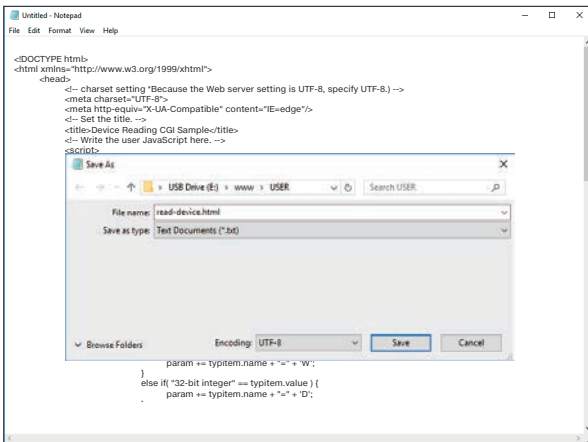 Untitled - Notepad
File Edit Format View Help
<!DOCTYPE html>
<html xmlns="http://www.w3.org/1999/xhtml">
<head>
<!-- charset setting *Because the Web server setting is UTF-8, specify UTF-8.) -->
<meta charset="UTF-8">
<meta http-equiv="X-UA-Compatible" content="IE=edge"/>
<!-- Set the title. -->
<title>Device Reading CGI Sample</title>
<!-- Write the user JavaScript here. -->
<script>
Save As
USB Drive (E:) > www > USER
Search USER
File name: read-device.html
Save as type: Text Documents (*.txt)
Browse Folders
Encoding: UTF-8
Save
Cancel
param += typitem.name + "=" + 'W';
}
else if( "32-bit integer" == typitem.value ) {
param += typitem.name + "=" + 'D';